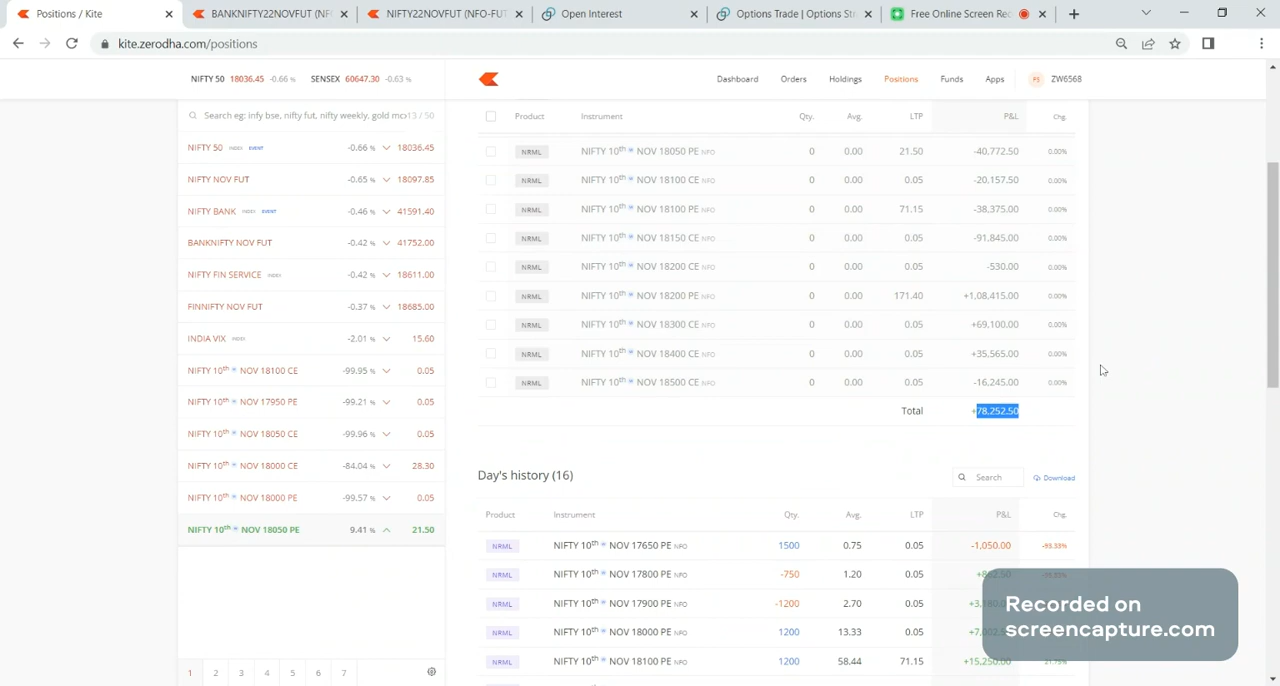 Positions / Kite
BANKNIFTY22NOVFUT (NF
NIFTY22NOVFUT (NFO-FUT
Open Interest
Options Trade | Options Str
Free Online Screen Rec
kite.zerodha.com/positions
NIFTY 50 18036.45 -0.66 % SENSEX 60647.30 -0.63 %
Dashboard Orders Holdings Positions Funds Apps ZW6568
Search eg: infy bse, nifty fut, nifty weekly, gold mcx 13 / 50
NIFTY 50 INDEX EVENT -0.66 % 18036.45
NIFTY NOV FUT -0.65 % 18097.85
NIFTY BANK INDEX EVENT -0.46 % 41591.40
BANKNIFTY NOV FUT -0.42 % 41752.00
NIFTY FIN SERVICE INDEX -0.42 % 18611.00
FINNIFTY NOV FUT -0.37 % 18685.00
INDIA VIX INDEX -2.01 % 15.60
NIFTY 10th NOV 18100 CE -99.95 % 0.05
NIFTY 10th NOV 17950 PE -99.21 % 0.05
NIFTY 10th NOV 18050 CE -99.96 % 0.05
NIFTY 10th NOV 18000 CE -84.04 % 28.30
NIFTY 10th NOV 18000 PE -99.57 % 0.05
NIFTY 10th NOV 18050 PE 9.41 % 21.50
1 2 3 4 5 6 7
Product Instrument Qty. Avg. LTP P&L Chg.
NRML NIFTY 10th NOV 18050 PE NFO 0 0.00 21.50 -40,772.50 0.00%
NRML NIFTY 10th NOV 18100 CE NFO 0 0.00 0.05 -20,157.50 0.00%
NRML NIFTY 10th NOV 18100 PE NFO 0 0.00 71.15 -38,375.00 0.00%
NRML NIFTY 10th NOV 18150 CE NFO 0 0.00 0.05 -91,845.00 0.00%
NRML NIFTY 10th NOV 18200 CE NFO 0 0.00 0.05 -530.00 0.00%
NRML NIFTY 10th NOV 18200 PE NFO 0 0.00 171.40 +1,08,415.00 0.00%
NRML NIFTY 10th NOV 18300 CE NFO 0 0.00 0.05 +69,100.00 0.00%
NRML NIFTY 10th NOV 18400 CE NFO 0 0.00 0.05 +35,565.00 0.00%
NRML NIFTY 10th NOV 18500 CE NFO 0 0.00 0.05 -16,245.00 0.00%
Total +78,252.50
Day's history (16) Search Download
Product Instrument Qty. Avg. LTP P&L Chg.
NRML NIFTY 10th NOV 17650 PE NFO 1500 0.75 0.05 -1,050.00 -93.33%
NRML NIFTY 10th NOV 17800 PE NFO -750 1.20 0.05
NRML NIFTY 10th NOV 17900 PE NFO -1200 2.70 0.05
NRML NIFTY 10th NOV 18000 PE NFO 1200 13.33 0.05
NRML NIFTY 10th NOV 18100 PE NFO 1200 58.44 71.15 +15,250.00 21.75%
Recorded on
screencapture.com